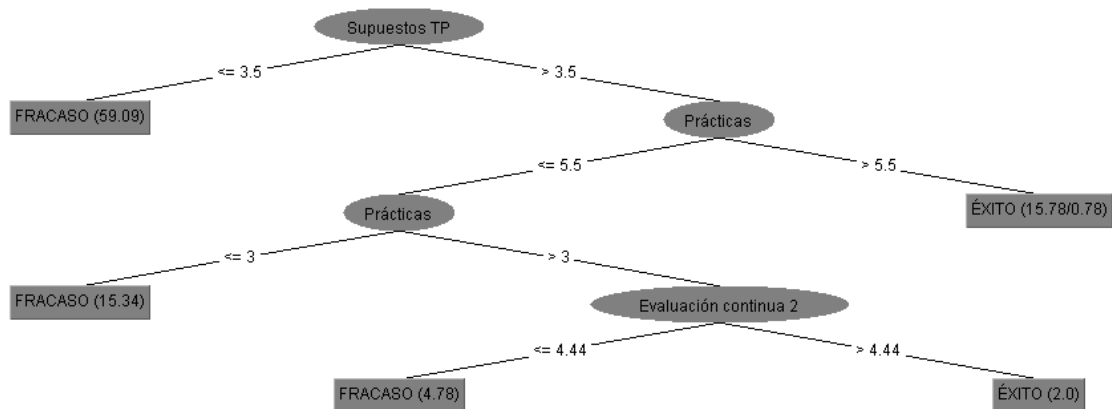 Supuestos TP
<= 3.5
> 3.5
FRACASO (59.09)
Prácticas
<= 5.5
> 5.5
Prácticas
ÉXITO (15.78/0.78)
<= 3
> 3
FRACASO (15.34)
Evaluación continua 2
<= 4.44
> 4.44
FRACASO (4.78)
ÉXITO (2.0)